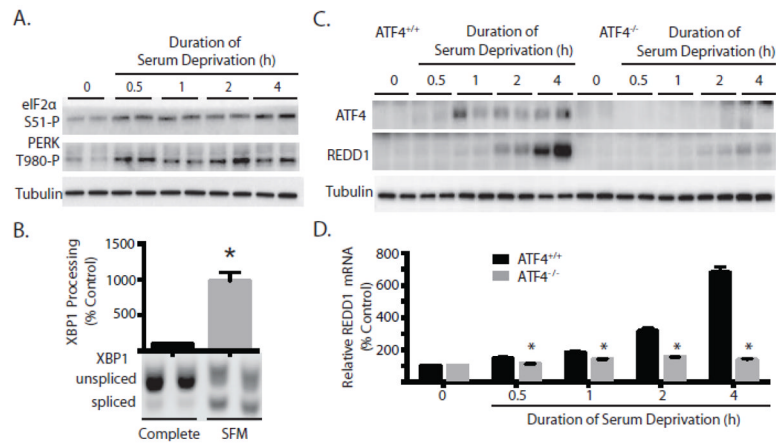 A.
Duration of
Serum Deprivation (h)
0 0.5 1 2 4
eIF2α
S51-P
PERK
T980-P
Tubulin
B.
XBP1 Processing
(% Control)
1500
1000
500
*
XBP1
unspliced
spliced
Complete SFM
C.
ATF4+/+ Duration of
Serum Deprivation (h)
ATF4-/- Duration of
Serum Deprivation (h)
0 0.5 1 2 4 0 0.5 1 2 4
ATF4
REDD1
Tubulin
D.
Relative REDD1 mRNA
(% Control)
800
600
400
200
ATF4+/+
ATF4-/-
* * * *
0 0.5 1 2 4
Duration of Serum Deprivation (h)